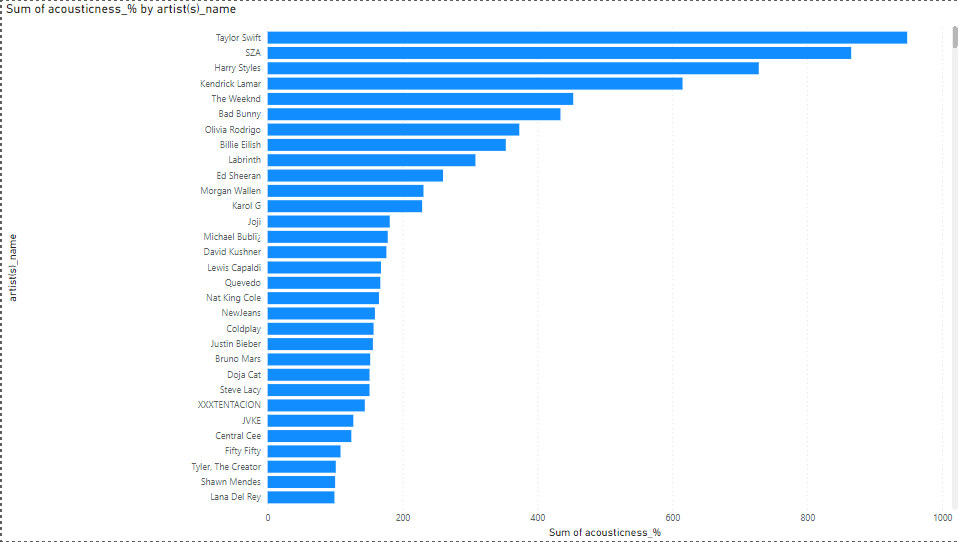 Sum of acousticness_% by artist(s)_name
artist(s)_name
Taylor Swift
SZA
Harry Styles
Kendrick Lamar
The Weeknd
Bad Bunny
Olivia Rodrigo
Billie Eilish
Labrinth
Ed Sheeran
Morgan Wallen
Karol G
Joji
Michael Bublï¿
David Kushner
Lewis Capaldi
Quevedo
Nat King Cole
NewJeans
Coldplay
Justin Bieber
Bruno Mars
Doja Cat
Steve Lacy
XXXTENTACION
JVKE
Central Cee
Fifty Fifty
Tyler, The Creator
Shawn Mendes
Lana Del Rey
0 200 400 600 800 1000
Sum of acousticness_%